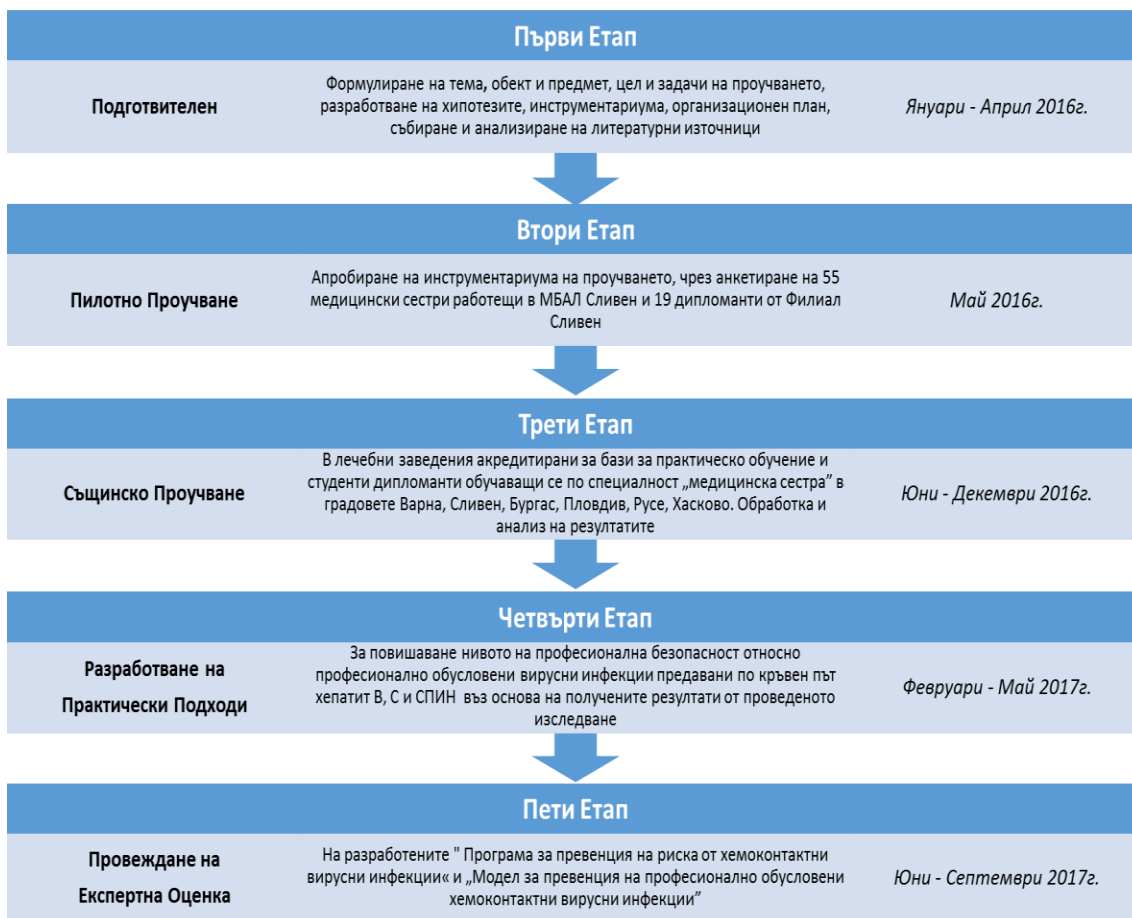 Първи Етап
Подготвителен
Формулиране на тема, обект и предмет, цел и задачи на проучването,
разработване на хипотезите, инструментариума, организационен план,
събиране и анализиране на литературни източници
Януари - Април 2016г.
Втори Етап
Пилотно Проучване
Апробиране на инструментариума на проучването, чрез анкетиране на 55
медицински сестри работещи в МБАЛ Сливен и 19 дипломанти от Филиал
Сливен
Май 2016г.
Трети Етап
Същинско Проучване
В лечебни заведения акредитирани за бази за практическо обучение и
студенти дипломанти обучаващи се по специалност „медицинска сестра” в
градовете Варна, Сливен, Бургас, Пловдив, Русе, Хасково. Обработка и
анализ на резултатите
Юни - Декември 2016г.
Четвърти Етап
Разработване на
Практически Подходи
За повишаване нивото на професионална безопасност относно
професионално обусловени вирусни инфекции предавани по кръвен път
хепатит В, С и СПИН въз основа на получените резултати от проведеното
изследване
Февруари - Май 2017г.
Пети Етап
Провеждане на
Експертна Оценка
На разработените " Програма за превенция на риска от хемоконтактни
вирусни инфекции« и „Модел за превенция на професионално обусловени
хемоконтактни вирусни инфекции”
Юни - Септември 2017г.